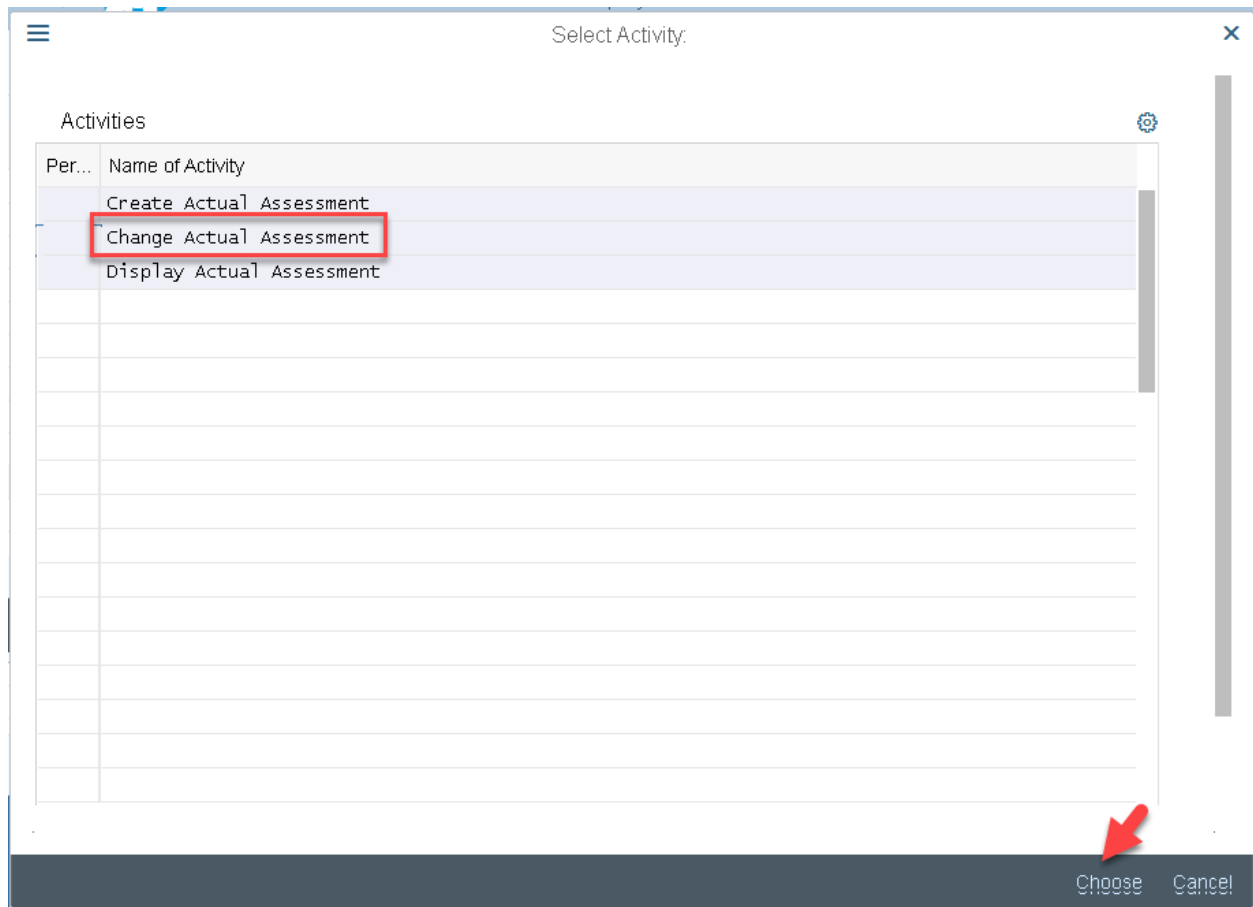 Select Activity:
Activities
Per... Name of Activity
Create Actual Assessment
Change Actual Assessment
Display Actual Assessment
Choose Cancel